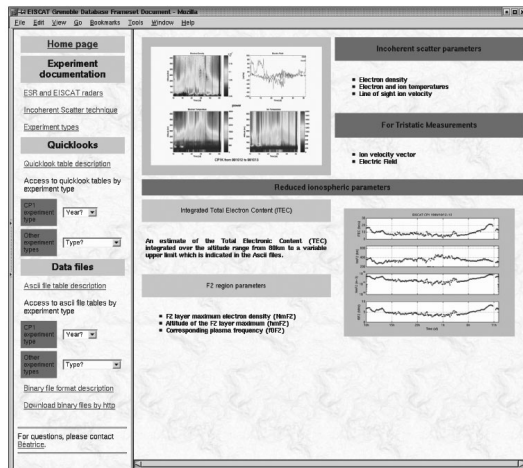 EISCAT Grenoble Database Frameset Document - Mozilla
File Edit View Go Bookmarks Tools Window Help
Home page
Experiment
documentation
ESR and EISCAT radars
Incoherent Scatter technique
Experiment types
Quicklooks
Quicklook table description
Access to quicklook tables by
experiment type
CP1
experiment
type
Year?
Other
experiment
types
Type?
Data files
Ascii file table description
Access to ascii file tables by
experiment type
CP1
experiment
type
Year?
Other
experiment
types
Type?
Binary file format description
Download binary files by http
For questions, please contact
Beatrice.
Incoherent scatter parameters
Electron density
Electron and ion temperatures
Line of sight ion velocity
For Tristatic Measurements
Ion velocity vector
Electric Field
Reduced ionospheric parameters
Integrated Total Electron Content (ITEC)
An estimate of the Total Electronic Content (TEC)
integrated over the altitude range from 80km to a variable
upper limit which is indicated in the Ascii files.
F2 region parameters
F2 layer maximum electron density (NmF2)
Altitude of the F2 layer maximum (hmF2)
Corresponding plasma frequency (f0F2)